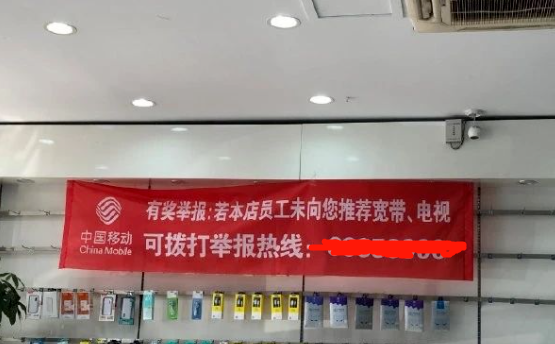 有奖举报:若本店员工未向您推荐宽带、电视
中国移动
China Mobile
可拨打举报热线: